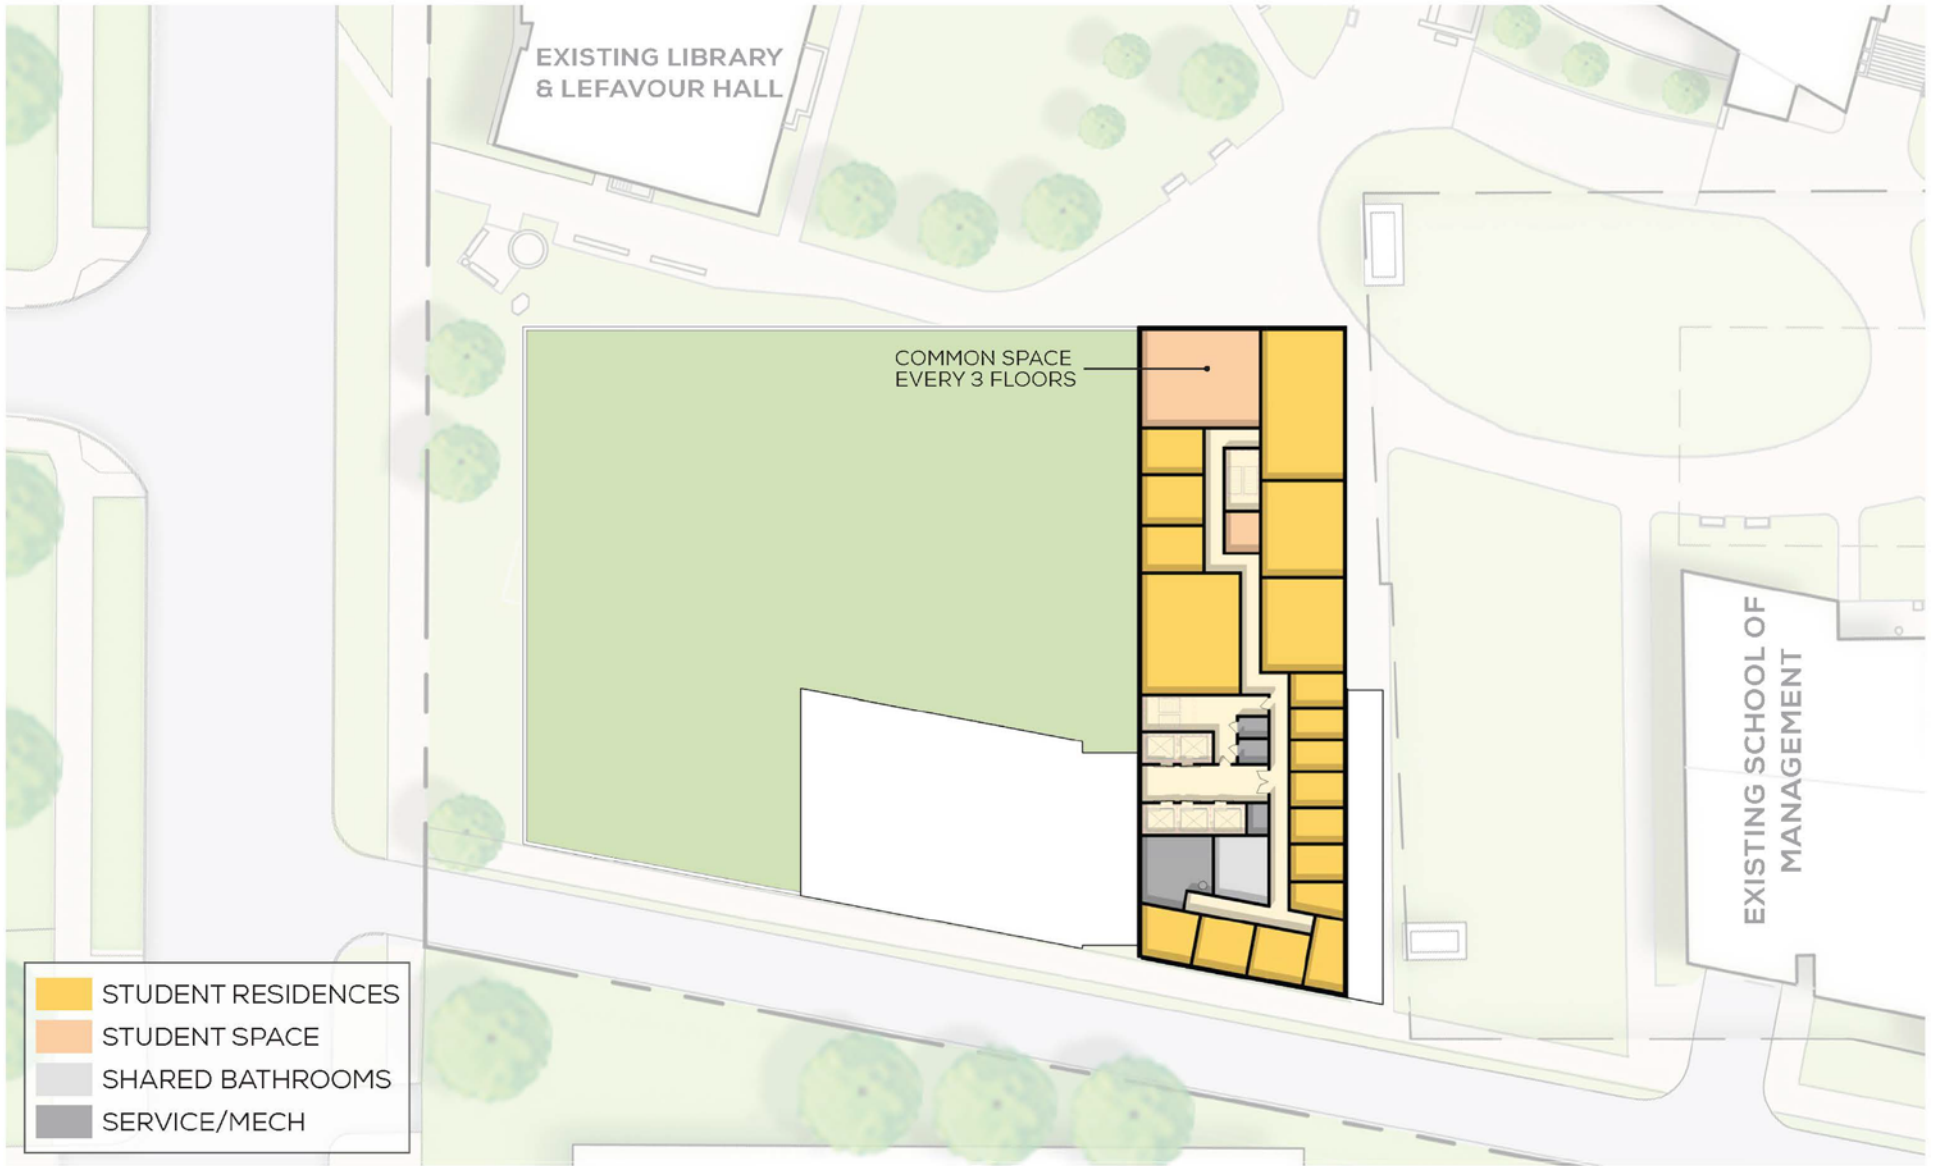 EXISTING LIBRARY
& LEFAVOUR HALL
COMMON SPACE
EVERY 3 FLOORS
EXISTING SCHOOL OF
MANAGEMENT
STUDENT RESIDENCES
STUDENT SPACE
SHARED BATHROOMS
SERVICE/MECH